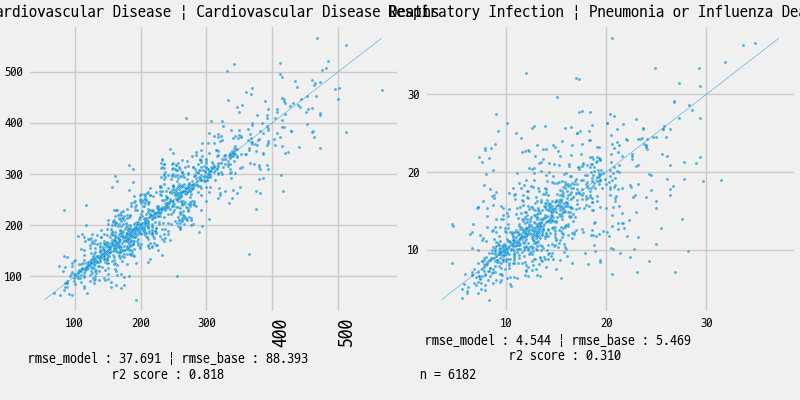 ardiovascular Disease ¦ Cardiovascular Disease Deaths
Respiratory Infection ¦ Pneumonia or Influenza Dea
500
400
300
200
100
100
200
300
400
500
rmse_model : 37.691 ¦ rmse_base : 88.393
r2 score : 0.818
30
20
10
10
20
30
rmse_model : 4.544 ¦ rmse_base : 5.469
r2 score : 0.310
n = 6182